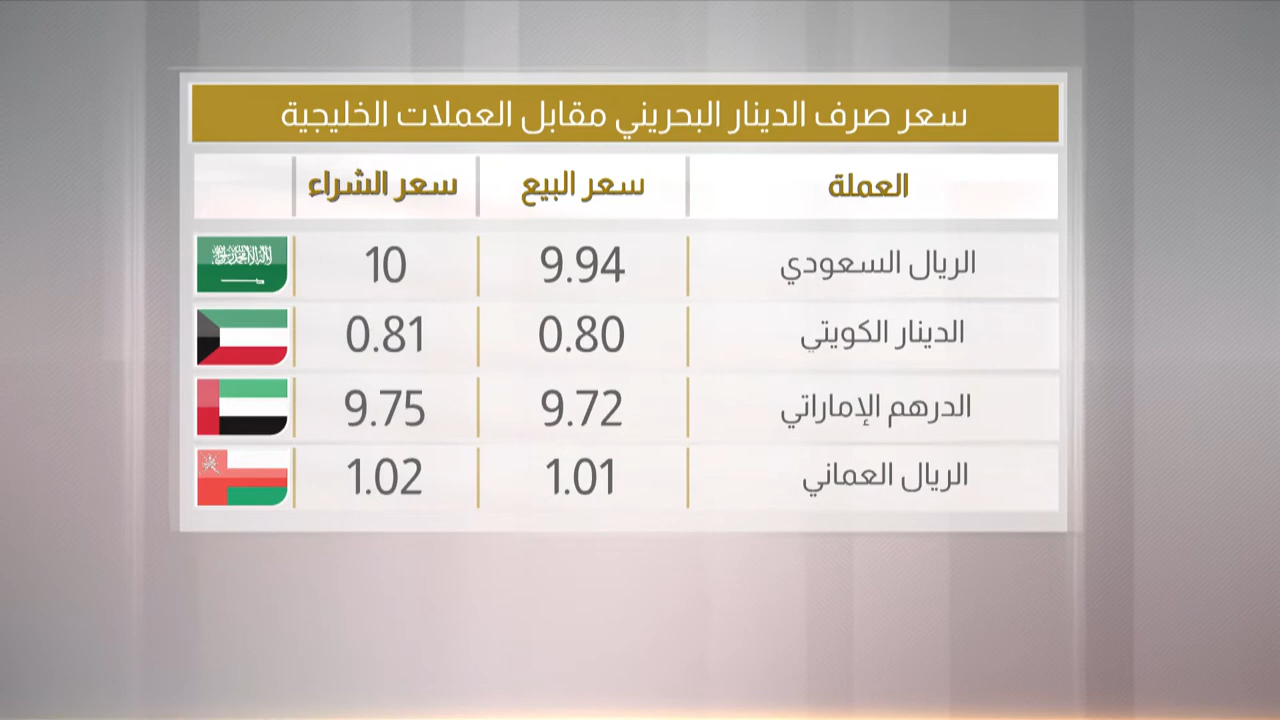 سعر صرف الدينار البحريني مقابل العملات الخليجية
العملة سعر البيع سعر الشراء
الريال السعودي 9.94 10
الدينار الكويتي 0.80 0.81
الدرهم الإماراتي 9.72 9.75
الريال العماني 1.01 1.02